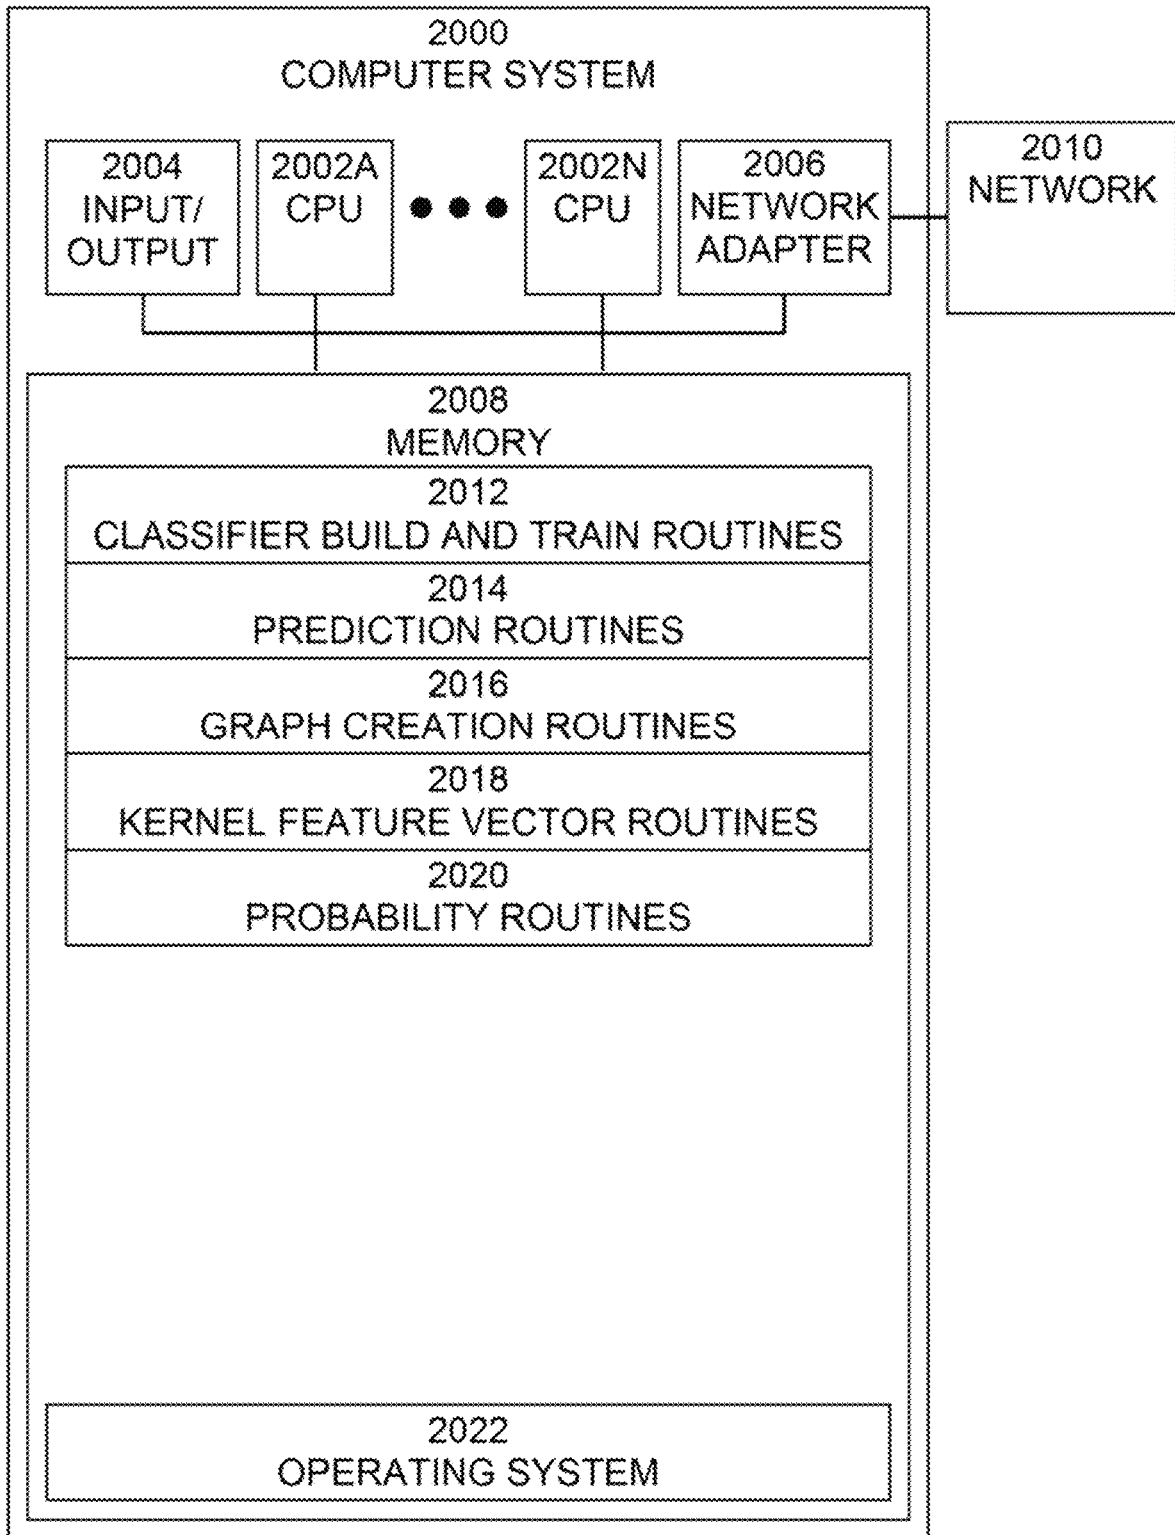 2000
COMPUTER SYSTEM
2004
INPUT/
OUTPUT
2002A
CPU
2002N
CPU
2006
NETWORK
ADAPTER
2010
NETWORK
2008
MEMORY
2012
CLASSIFIER BUILD AND TRAIN ROUTINES
2014
PREDICTION ROUTINES
2016
GRAPH CREATION ROUTINES
2018
KERNEL FEATURE VECTOR ROUTINES
2020
PROBABILITY ROUTINES
2022
OPERATING SYSTEM